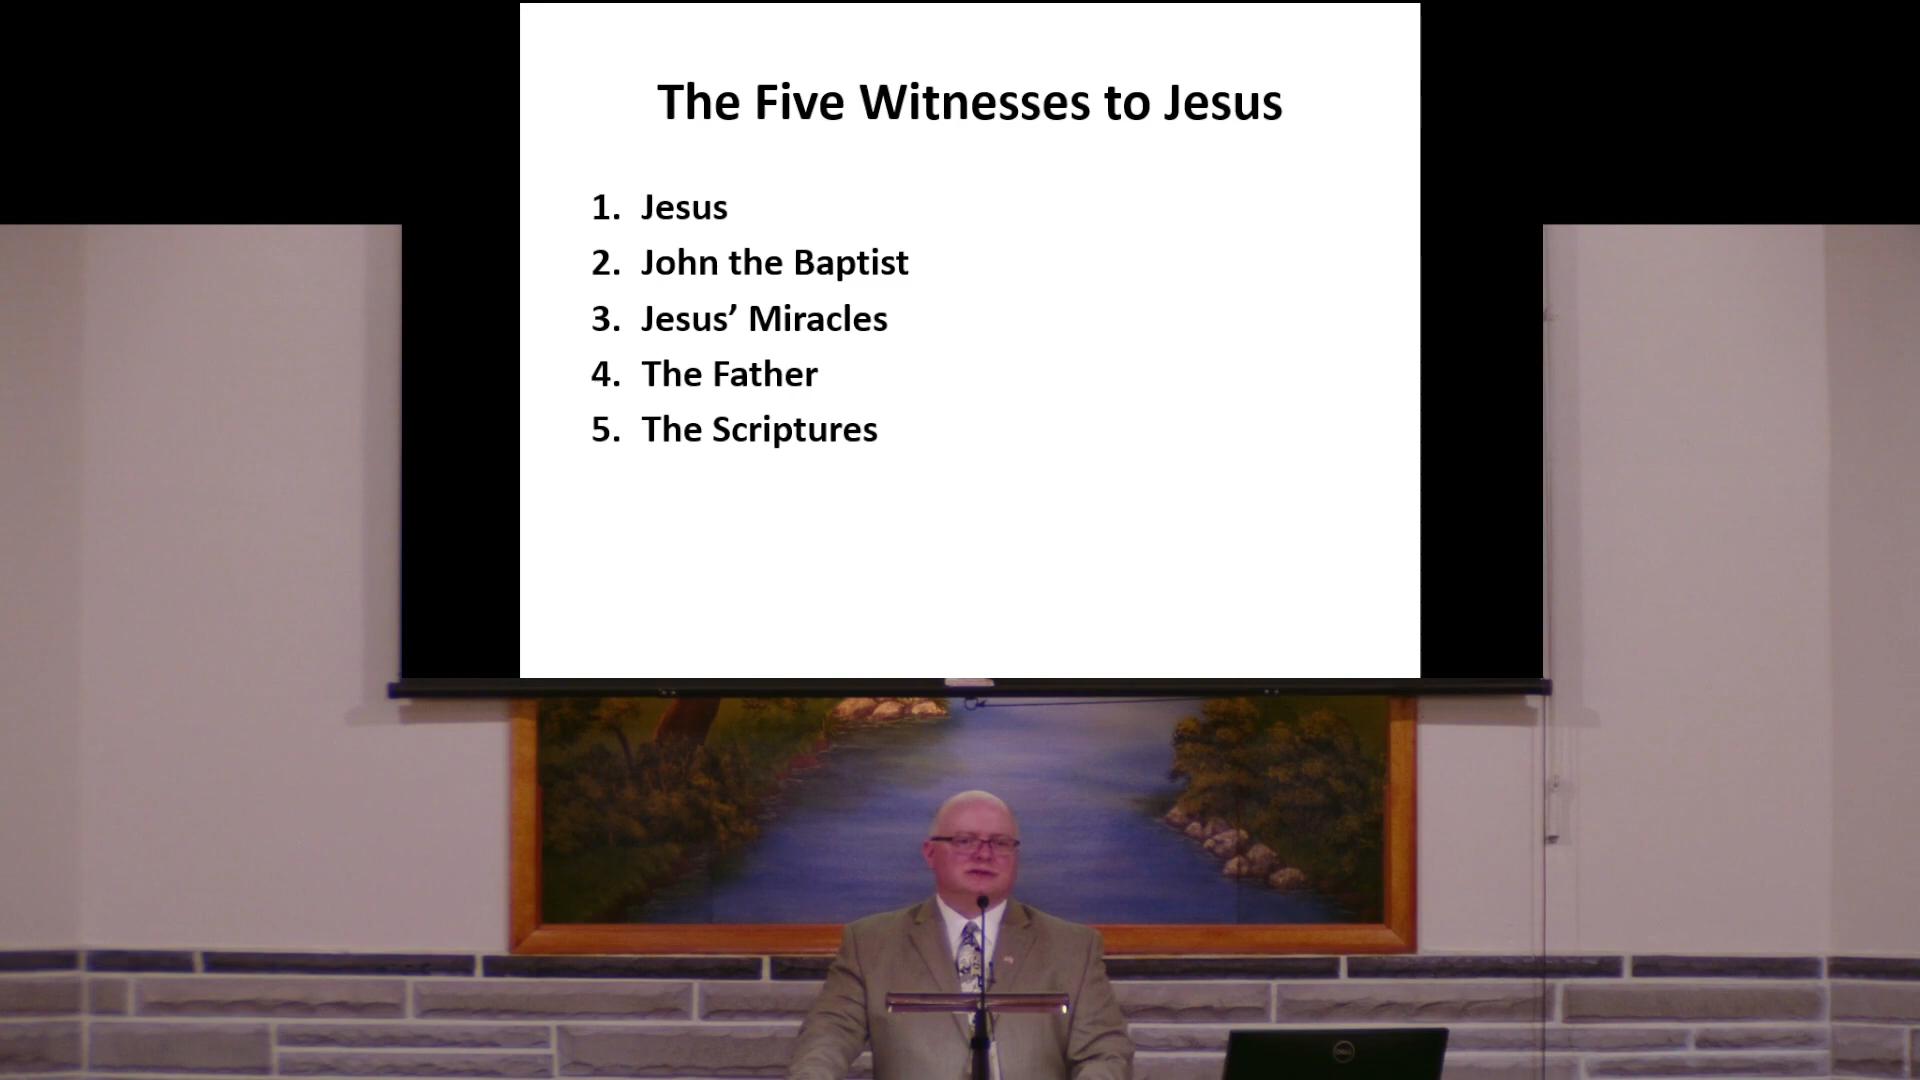 The Five Witnesses to Jesus
1. Jesus
2. John the Baptist
3. Jesus’ Miracles
4. The Father
5. The Scriptures
DELL